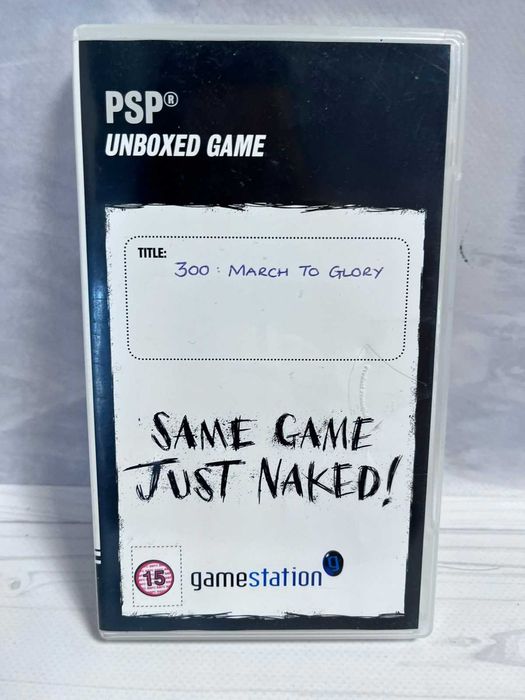 PSP®
UNBOXED GAME
TITLE:
300: MARCH TO GLORY
SAME GAME
JUST NAKED!
15
gamestation g